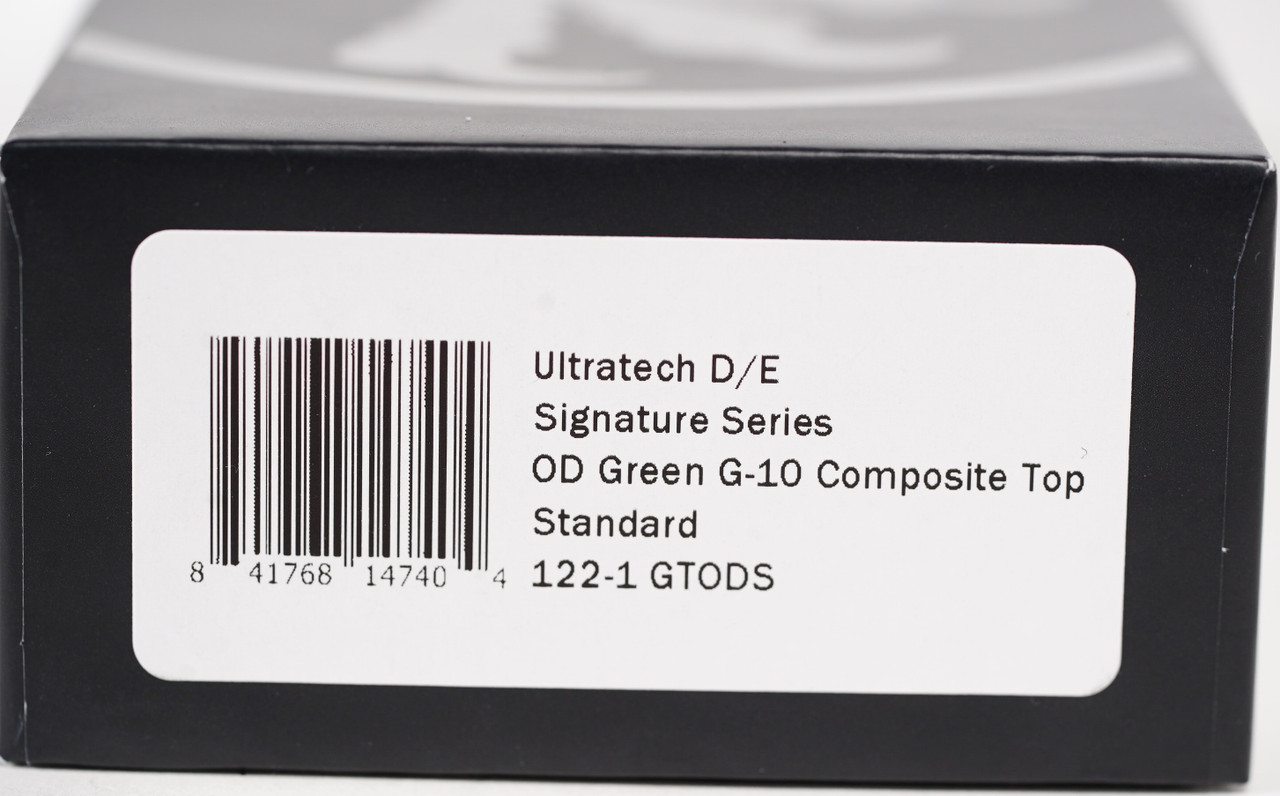 Ultratech D/E
Signature Series
OD Green G-10 Composite Top
Standard
122-1 GTODS
8 41768 14740 4